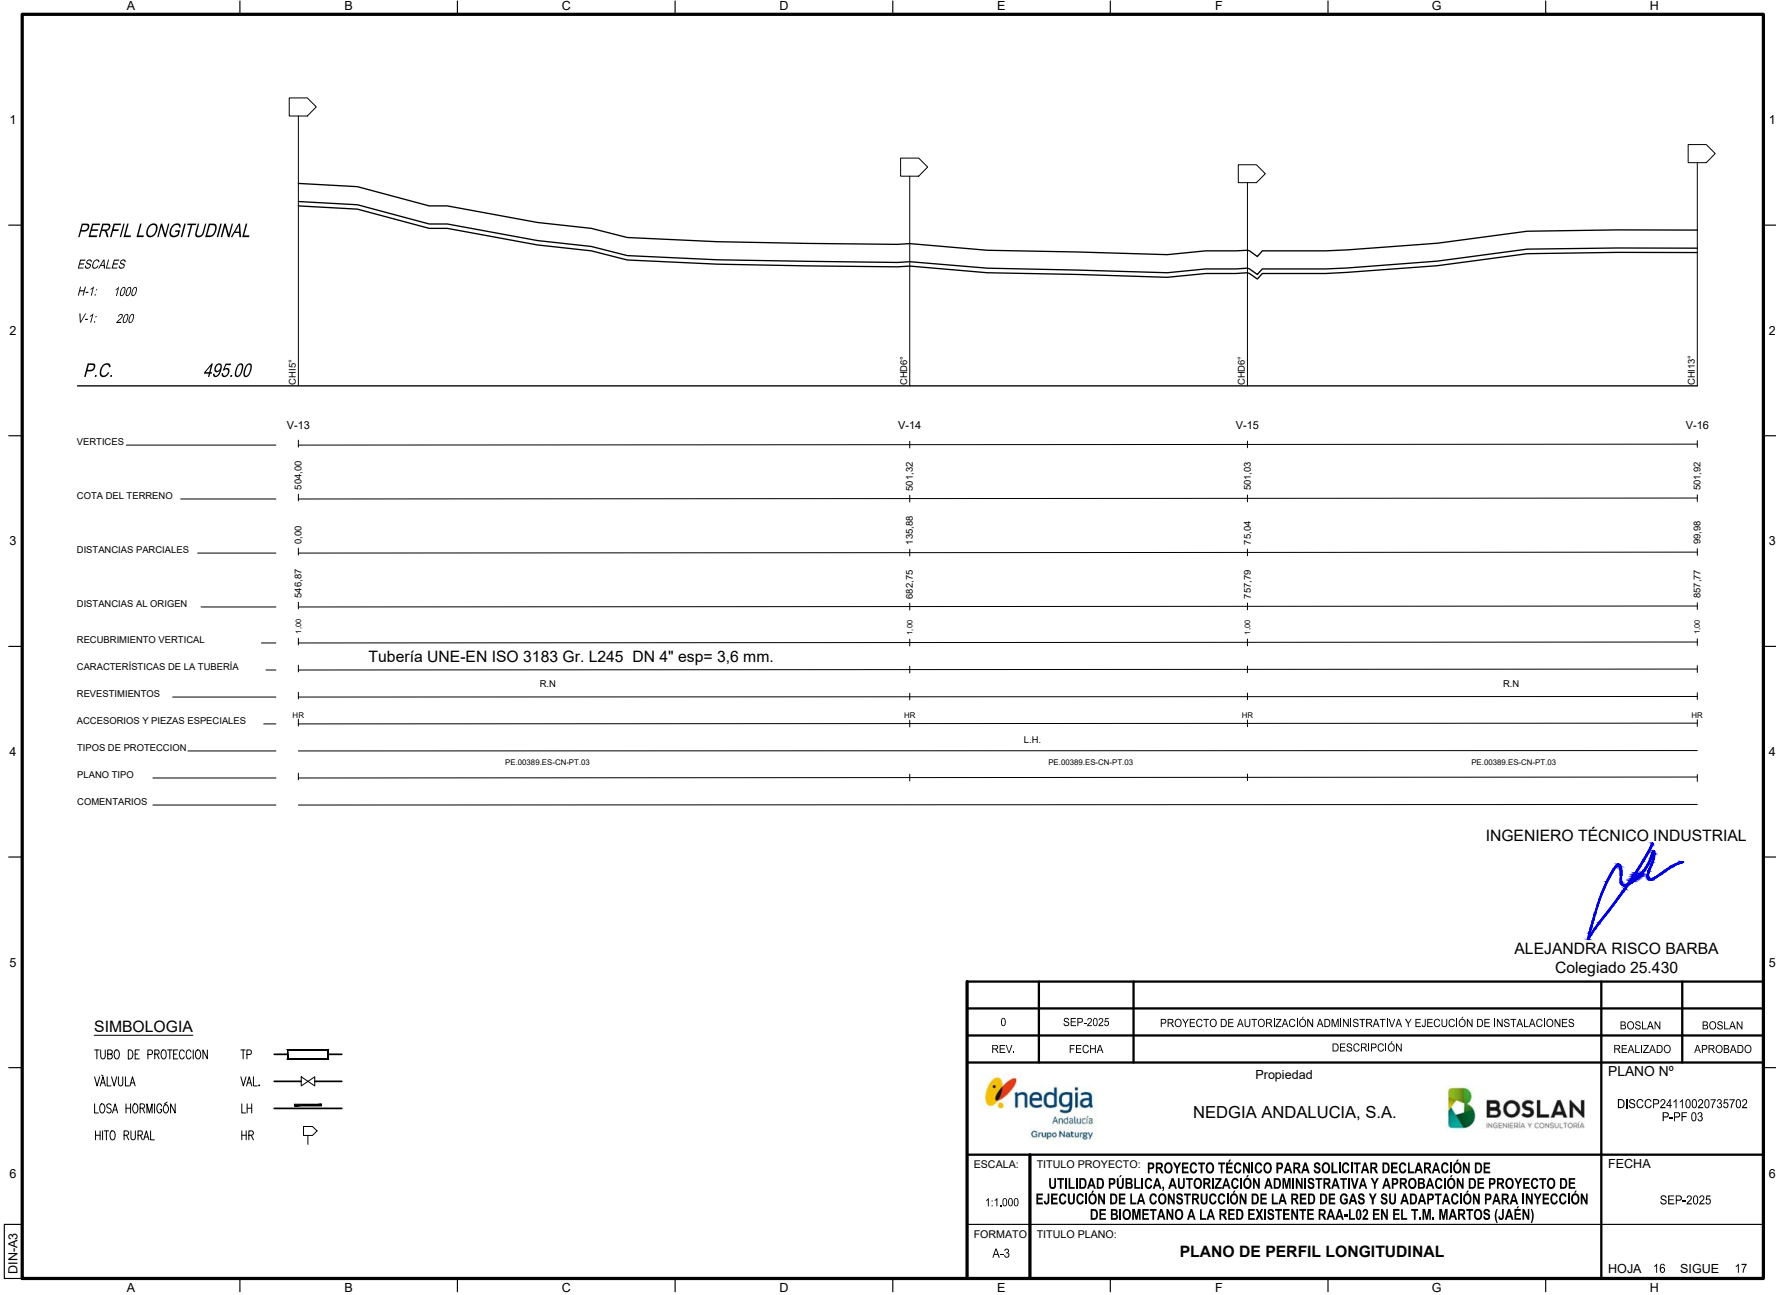 A B C D E F G H
1 1
2 2
3 3
4 4
5 5
6 6
PERFIL LONGITUDINAL
ESCALES
H-1: 1000
V-1: 200
P.C. 495.00
CHI5° CHD6° CHD6° CHI13°
V-13 V-14 V-15 V-16
VERTICES
504,00 501,32 501,03 501,92
COTA DEL TERRENO
0,00 135,88 75,04 99,98
DISTANCIAS PARCIALES
546,87 682,75 757,79 857,77
DISTANCIAS AL ORIGEN
1,00 1,00 1,00 1,00
RECUBRIMIENTO VERTICAL
Tubería UNE-EN ISO 3183 Gr. L245 DN 4" esp= 3,6 mm.
CARACTERÍSTICAS DE LA TUBERÍA
R.N R.N
REVESTIMIENTOS
HR HR HR HR
ACCESORIOS Y PIEZAS ESPECIALES
L.H.
TIPOS DE PROTECCION
PE.00389.ES-CN-PT.03 PE.00389.ES-CN-PT.03 PE.00389.ES-CN-PT.03
PLANO TIPO
COMENTARIOS
INGENIERO TÉCNICO INDUSTRIAL
ALEJANDRA RISCO BARBA
Colegiado 25.430
SIMBOLOGIA
TUBO DE PROTECCION TP
VÀLVULA VAL.
LOSA HORMIGÓN LH
HITO RURAL HR
0 SEP-2025 PROYECTO DE AUTORIZACIÓN ADMINISTRATIVA Y EJECUCIÓN DE INSTALACIONES BOSLAN BOSLAN
REV. FECHA DESCRIPCIÓN REALIZADO APROBADO
nedgia
Andalucía
Grupo Naturgy
Propiedad
NEDGIA ANDALUCIA, S.A.
BOSLAN
INGENIERÍA Y CONSULTORÍA
PLANO Nº
DISCCP24110020735702
P-PF 03
ESCALA:
1:1.000
TITULO PROYECTO: PROYECTO TÉCNICO PARA SOLICITAR DECLARACIÓN DE
UTILIDAD PÚBLICA, AUTORIZACIÓN ADMINISTRATIVA Y APROBACIÓN DE PROYECTO DE
EJECUCIÓN DE LA CONSTRUCCIÓN DE LA RED DE GAS Y SU ADAPTACIÓN PARA INYECCIÓN
DE BIOMETANO A LA RED EXISTENTE RAA-L02 EN EL T.M. MARTOS (JAÉN)
FECHA
SEP-2025
FORMATO
A-3
TITULO PLANO:
PLANO DE PERFIL LONGITUDINAL
HOJA 16 SIGUE 17
DIN-A3
A B C D E F G H